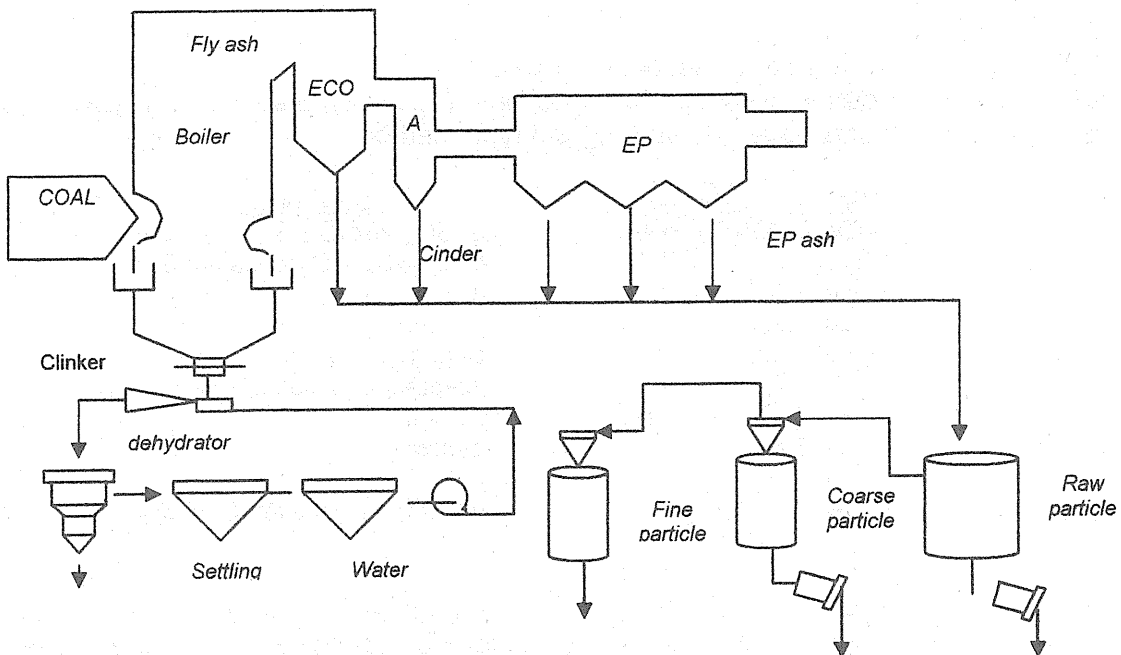 Fly ash
ECO
A
Boiler
EP
COAL
Cinder
EP ash
Clinker
dehydrator
Settling
Water
Fine
particle
Coarse
particle
Raw
particle